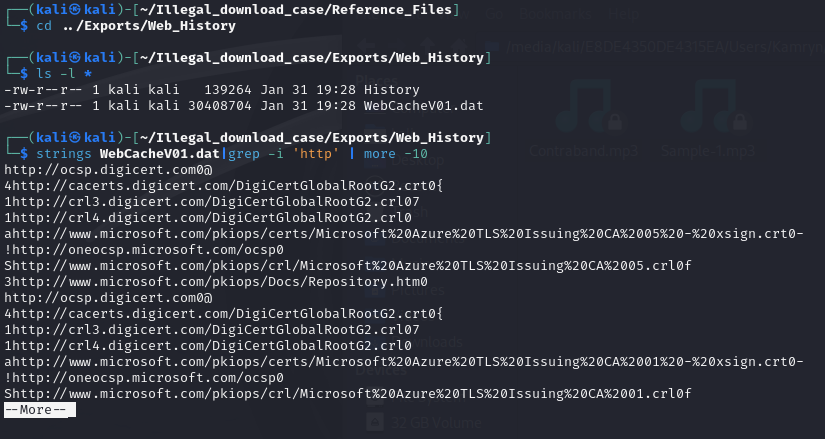 ┌──(kali㉿kali)-[~/Illegal_download_case/Reference_Files]
└─$ cd ../Exports/Web_History
┌──(kali㉿kali)-[~/Illegal_download_case/Exports/Web_History]
└─$ ls -l *
-rw-r--r-- 1 kali kali   139264 Jan 31 19:28 History
-rw-r--r-- 1 kali kali 30408704 Jan 31 19:28 WebCacheV01.dat
┌──(kali㉿kali)-[~/Illegal_download_case/Exports/Web_History]
└─$ strings WebCacheV01.dat|grep -i 'http' | more -10
http://ocsp.digicert.com0@
4http://cacerts.digicert.com/DigiCertGlobalRootG2.crt0{
1http://crl3.digicert.com/DigiCertGlobalRootG2.crl07
1http://crl4.digicert.com/DigiCertGlobalRootG2.crl0
ahttp://www.microsoft.com/pkiops/certs/Microsoft%20Azure%20TLS%20Issuing%20CA%2005%20-%20xsign.crt0-
!http://oneocsp.microsoft.com/ocsp0
Shttp://www.microsoft.com/pkiops/crl/Microsoft%20Azure%20TLS%20Issuing%20CA%2005.crl0f
3http://www.microsoft.com/pkiops/Docs/Repository.htm0
http://ocsp.digicert.com0@
4http://cacerts.digicert.com/DigiCertGlobalRootG2.crt0{
1http://crl3.digicert.com/DigiCertGlobalRootG2.crl07
1http://crl4.digicert.com/DigiCertGlobalRootG2.crl0
ahttp://www.microsoft.com/pkiops/certs/Microsoft%20Azure%20TLS%20Issuing%20CA%2001%20-%20xsign.crt0-
!http://oneocsp.microsoft.com/ocsp0
Shttp://www.microsoft.com/pkiops/crl/Microsoft%20Azure%20TLS%20Issuing%20CA%2001.crl0f
--More--
Bookmarks
Help
Places
Contraband.mp3
Sample-1.mp3
Devices
32 GB Volume